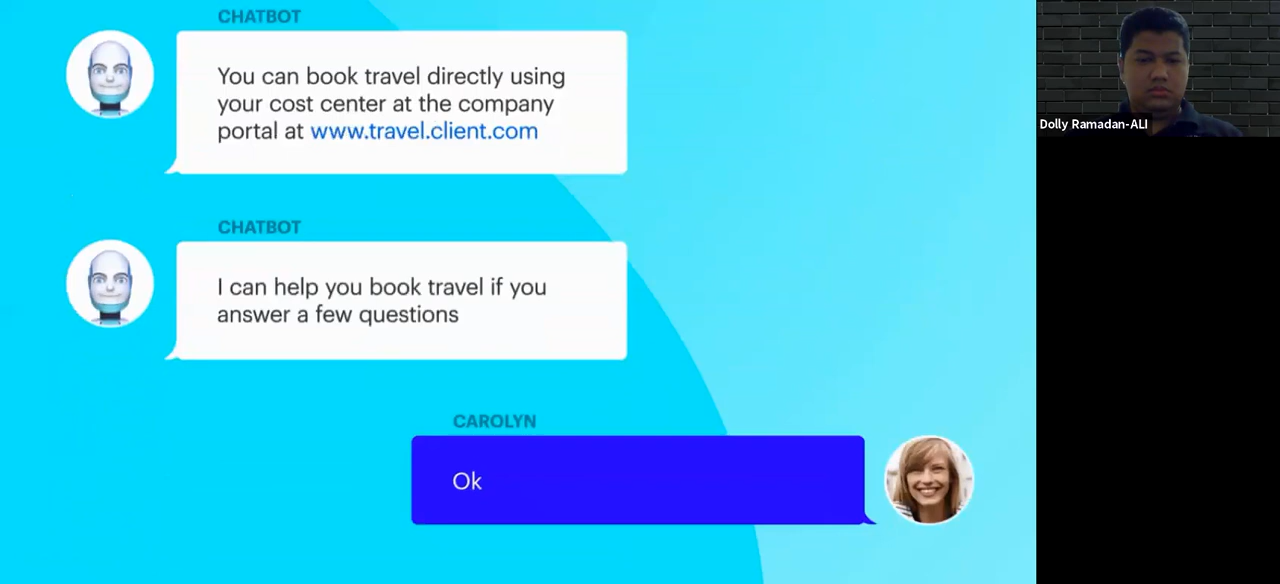 CHATBOT
You can book travel directly using
your cost center at the company
portal at www.travel.client.com
CHATBOT
I can help you book travel if you
answer a few questions
CAROLYN
Ok
Dolly Ramadan-ALI